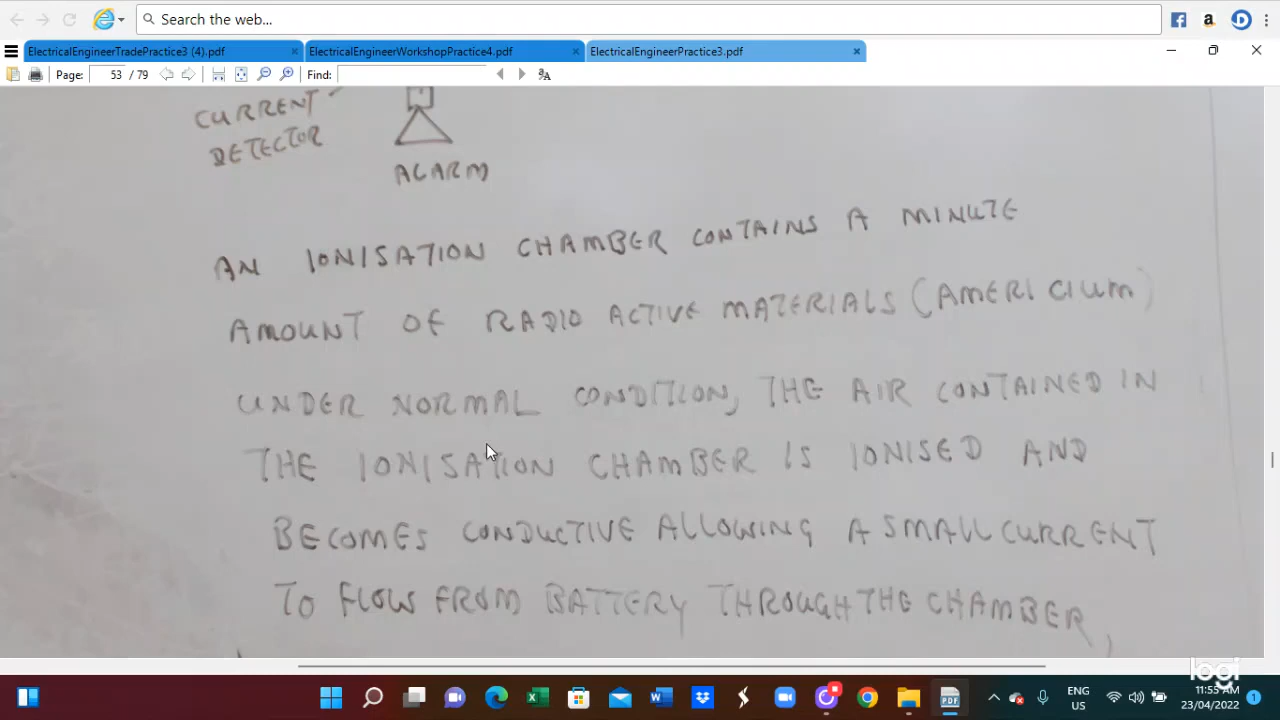 Search the web...
ElectricalEngineerTradePractice3 (4).pdf
ElectricalEngineerWorkshopPractice4.pdf
ElectricalEngineerPractice3.pdf
Page: 53 / 79
Find:
CURRENT
DETECTOR
ALARM
AN IONISATION CHAMBER CONTAINS A MINUTE
AMOUNT OF RADIO ACTIVE MATERIALS (AMERICIUM)
UNDER NORMAL CONDITION, THE AIR CONTAINED IN
THE IONISATION CHAMBER IS IONISED AND
BECOMES CONDUCTIVE ALLOWING A SMALL CURRENT
TO FLOW FROM BATTERY THROUGH THE CHAMBER,
logi
ENG
US
11:55 AM
23/04/2022